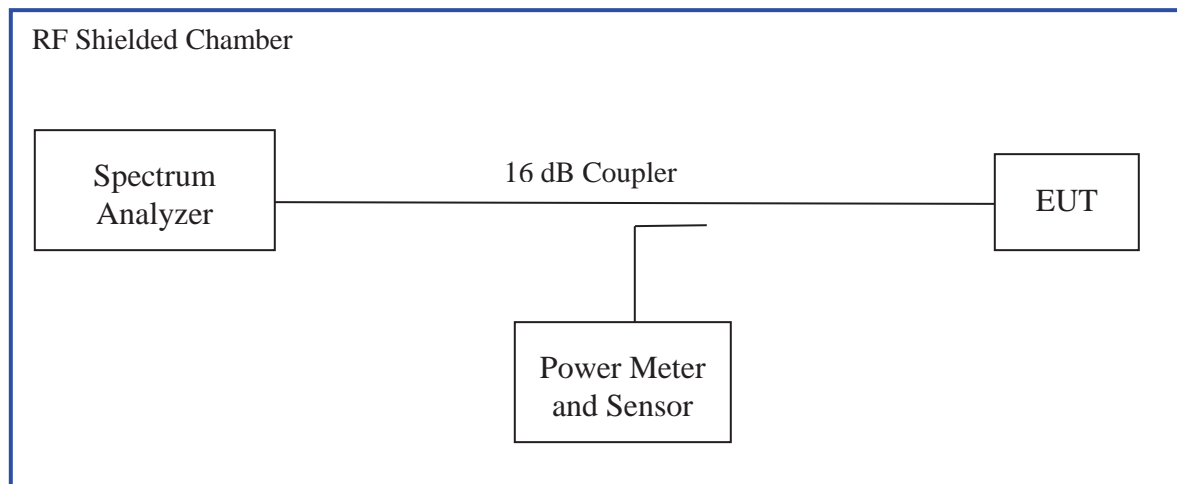 RF Shielded Chamber
Spectrum
Analyzer
16 dB Coupler
EUT
Power Meter
and Sensor